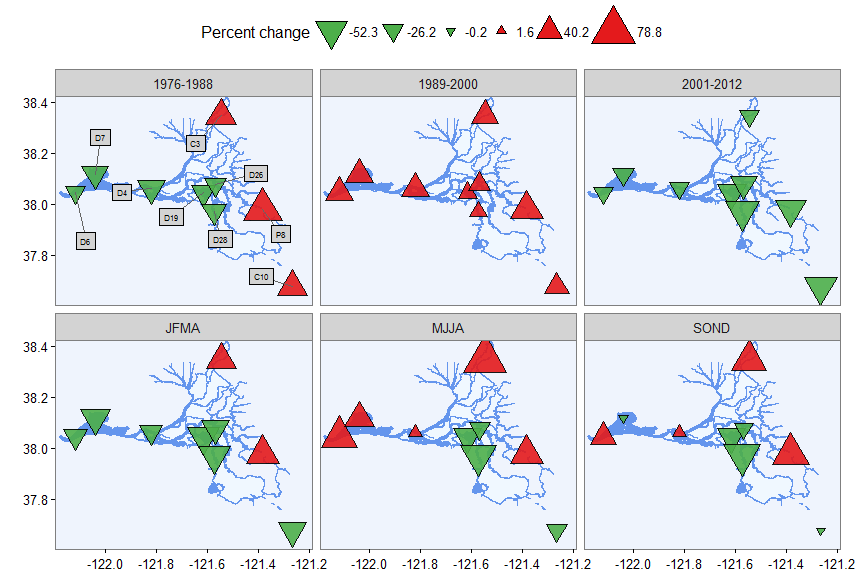 Percent change -52.3 -26.2 -0.2 1.6 40.2 78.8
1976-1988 1989-2000 2001-2012
38.4
38.2
38.0
37.8
D7
C3
D26
D4
D19
D6
D28
P8
C10
JFMA MJJA SOND
38.4
38.2
38.0
37.8
-122.0 -121.8 -121.6 -121.4 -121.2 -122.0 -121.8 -121.6 -121.4 -121.2 -122.0 -121.8 -121.6 -121.4 -121.2